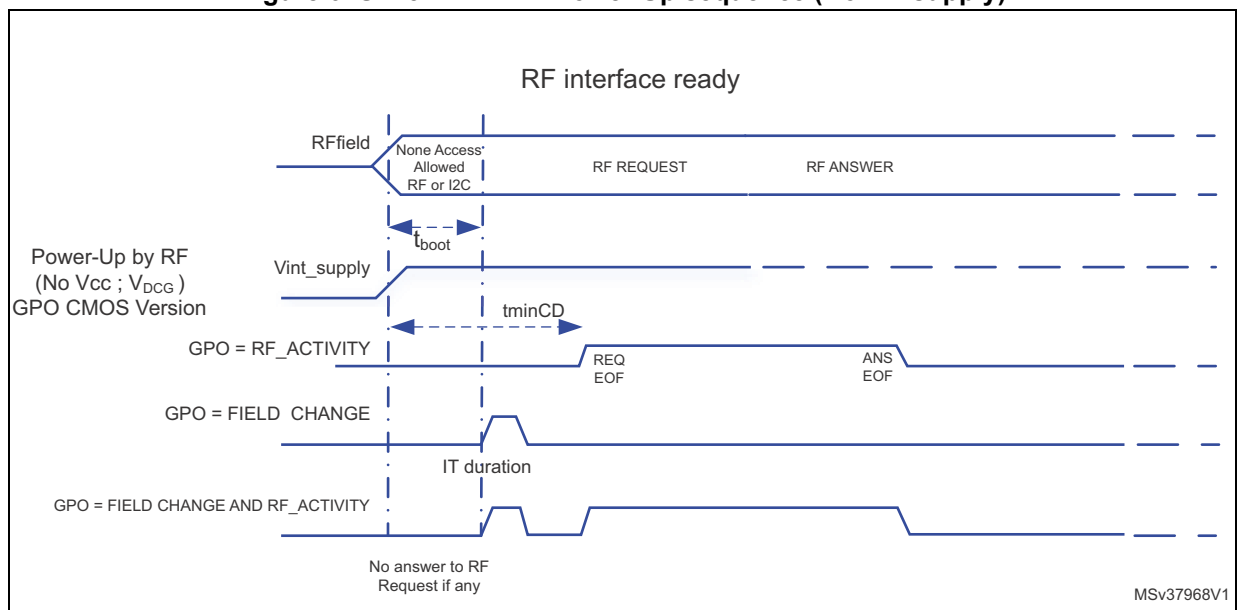 RF interface ready
RFfield
None Access
Allowed
RF or I2C
RF REQUEST
RF ANSWER
tboot
Power-Up by RF
(No Vcc ; VDCG )
GPO CMOS Version
Vint_supply
tminCD
GPO = RF_ACTIVITY
REQ
EOF
ANS
EOF
GPO = FIELD CHANGE
IT duration
GPO = FIELD CHANGE AND RF_ACTIVITY
No answer to RF
Request if any
MSv37968V1